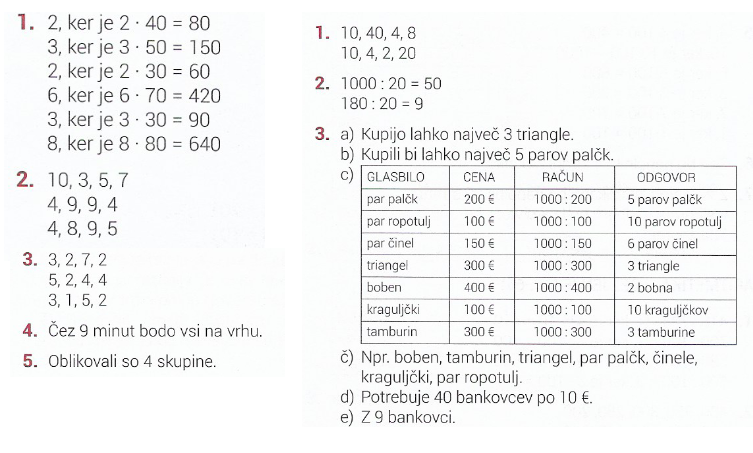 1. 2, ker je 2 · 40 = 80
3, ker je 3 · 50 = 150
2, ker je 2 · 30 = 60
6, ker je 6 · 70 = 420
3, ker je 3 · 30 = 90
8, ker je 8 · 80 = 640
2. 10, 3, 5, 7
4, 9, 9, 4
4, 8, 9, 5
3. 3, 2, 7, 2
5, 2, 4, 4
3, 1, 5, 2
4. Čez 9 minut bodo vsi na vrhu.
5. Oblikovali so 4 skupine.
1. 10, 40, 4, 8
10, 4, 2, 20
2. 1000 : 20 = 50
180 : 20 = 9
3. a) Kupijo lahko največ 3 triangle.
b) Kupili bi lahko največ 5 parov palčk.
c) GLASBILO CENA RAČUN ODGOVOR
par palčk 200 € 1000 : 200 5 parov palčk
par ropotulj 100 € 1000 : 100 10 parov ropotulj
par činel 150 € 1000 : 150 6 parov činel
triangel 300 € 1000 : 300 3 triangle
boben 400 € 1000 : 400 2 bobna
kraguljčki 100 € 1000 : 100 10 kraguljčkov
tamburin 300 € 1000 : 300 3 tamburine
č) Npr. boben, tamburin, triangel, par palčk, činele,
kraguljčki, par ropotulj.
d) Potrebuje 40 bankovcev po 10 €.
e) Z 9 bankovci.